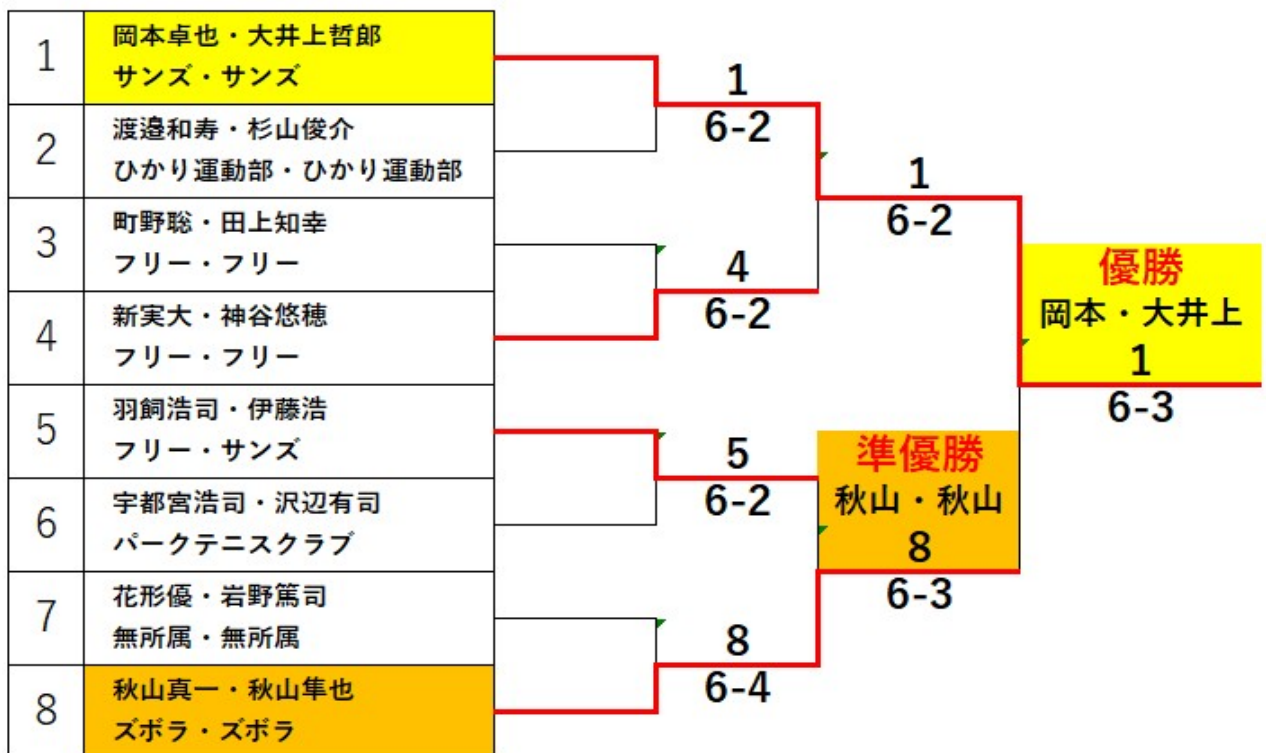 1
岡本卓也・大井上哲郎
サンズ・サンズ
2
渡邉和寿・杉山俊介
ひかり運動部・ひかり運動部
3
町野聡・田上知幸
フリー・フリー
4
新実大・神谷悠穂
フリー・フリー
5
羽飼浩司・伊藤浩
フリー・サンズ
6
宇都宮浩司・沢辺有司
パークテニスクラブ
7
花形優・岩野篤司
無所属・無所属
8
秋山真一・秋山隼也
ズボラ・ズボラ
1
6-2
4
6-2
5
6-2
8
6-4
1
6-2
準優勝
秋山・秋山
8
6-3
優勝
岡本・大井上
1
6-3